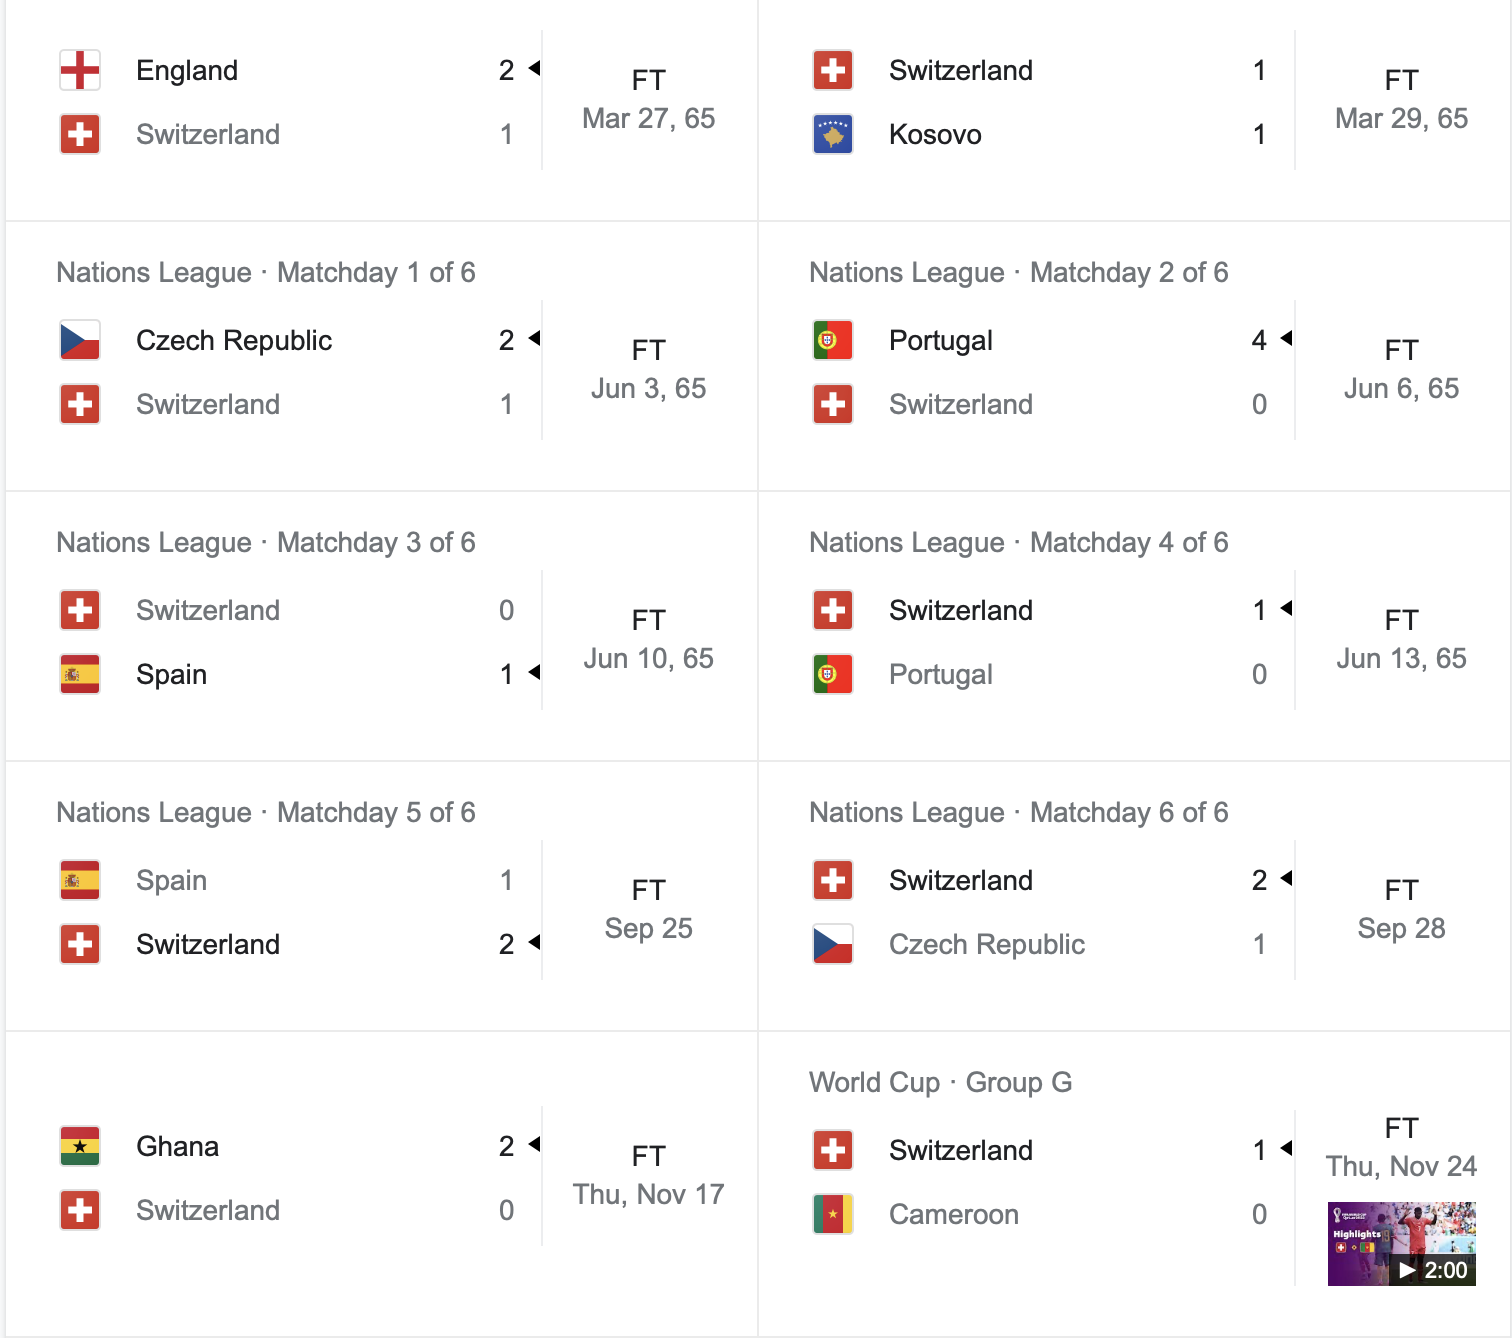 England 2
Switzerland 1
FT
Mar 27, 65
Switzerland 1
Kosovo 1
FT
Mar 29, 65
Nations League · Matchday 1 of 6
Czech Republic 2
Switzerland 1
FT
Jun 3, 65
Nations League · Matchday 2 of 6
Portugal 4
Switzerland 0
FT
Jun 6, 65
Nations League · Matchday 3 of 6
Switzerland 0
Spain 1
FT
Jun 10, 65
Nations League · Matchday 4 of 6
Switzerland 1
Portugal 0
FT
Jun 13, 65
Nations League · Matchday 5 of 6
Spain 1
Switzerland 2
FT
Sep 25
Nations League · Matchday 6 of 6
Switzerland 2
Czech Republic 1
FT
Sep 28
Ghana 2
Switzerland 0
FT
Thu, Nov 17
World Cup · Group G
Switzerland 1
Cameroon 0
FT
Thu, Nov 24
Highlights
2:00